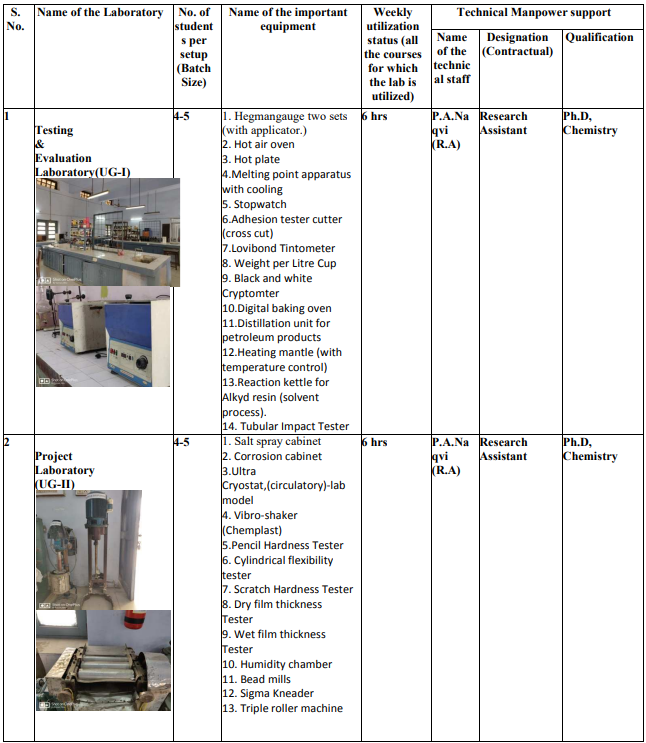 S. No.
Name of the Laboratory
No. of students per setup (Batch Size)
Name of the important equipment
Weekly utilization status (all the courses for which the lab is utilized)
Technical Manpower support
Name of the technical staff
Designation (Contractual)
Qualification
1
Testing
&
Evaluation
Laboratory(UG-I)
4-5
1. Hegmangauge two sets
(with applicator.)
2. Hot air oven
3. Hot plate
4.Melting point apparatus
with cooling
5. Stopwatch
6.Adhesion tester cutter
(cross cut)
7.Lovibond Tintometer
8. Weight per Litre Cup
9. Black and white
Cryptomter
10.Digital baking oven
11.Distillation unit for
petroleum products
12.Heating mantle (with
temperature control)
13.Reaction kettle for
Alkyd resin (solvent
process).
14. Tubular Impact Tester
6 hrs
P.A.Na
qvi
(R.A)
Research
Assistant
Ph.D,
Chemistry
2
Project
Laboratory
(UG-II)
4-5
1. Salt spray cabinet
2. Corrosion cabinet
3.Ultra
Cryostat,(circulatory)-lab
model
4. Vibro-shaker
(Chemplast)
5.Pencil Hardness Tester
6. Cylindrical flexibility
tester
7. Scratch Hardness Tester
8. Dry film thickness
Tester
9. Wet film thickness
Tester
10. Humidity chamber
11. Bead mills
12. Sigma Kneader
13. Triple roller machine
6 hrs
P.A.Na
qvi
(R.A)
Research
Assistant
Ph.D,
Chemistry